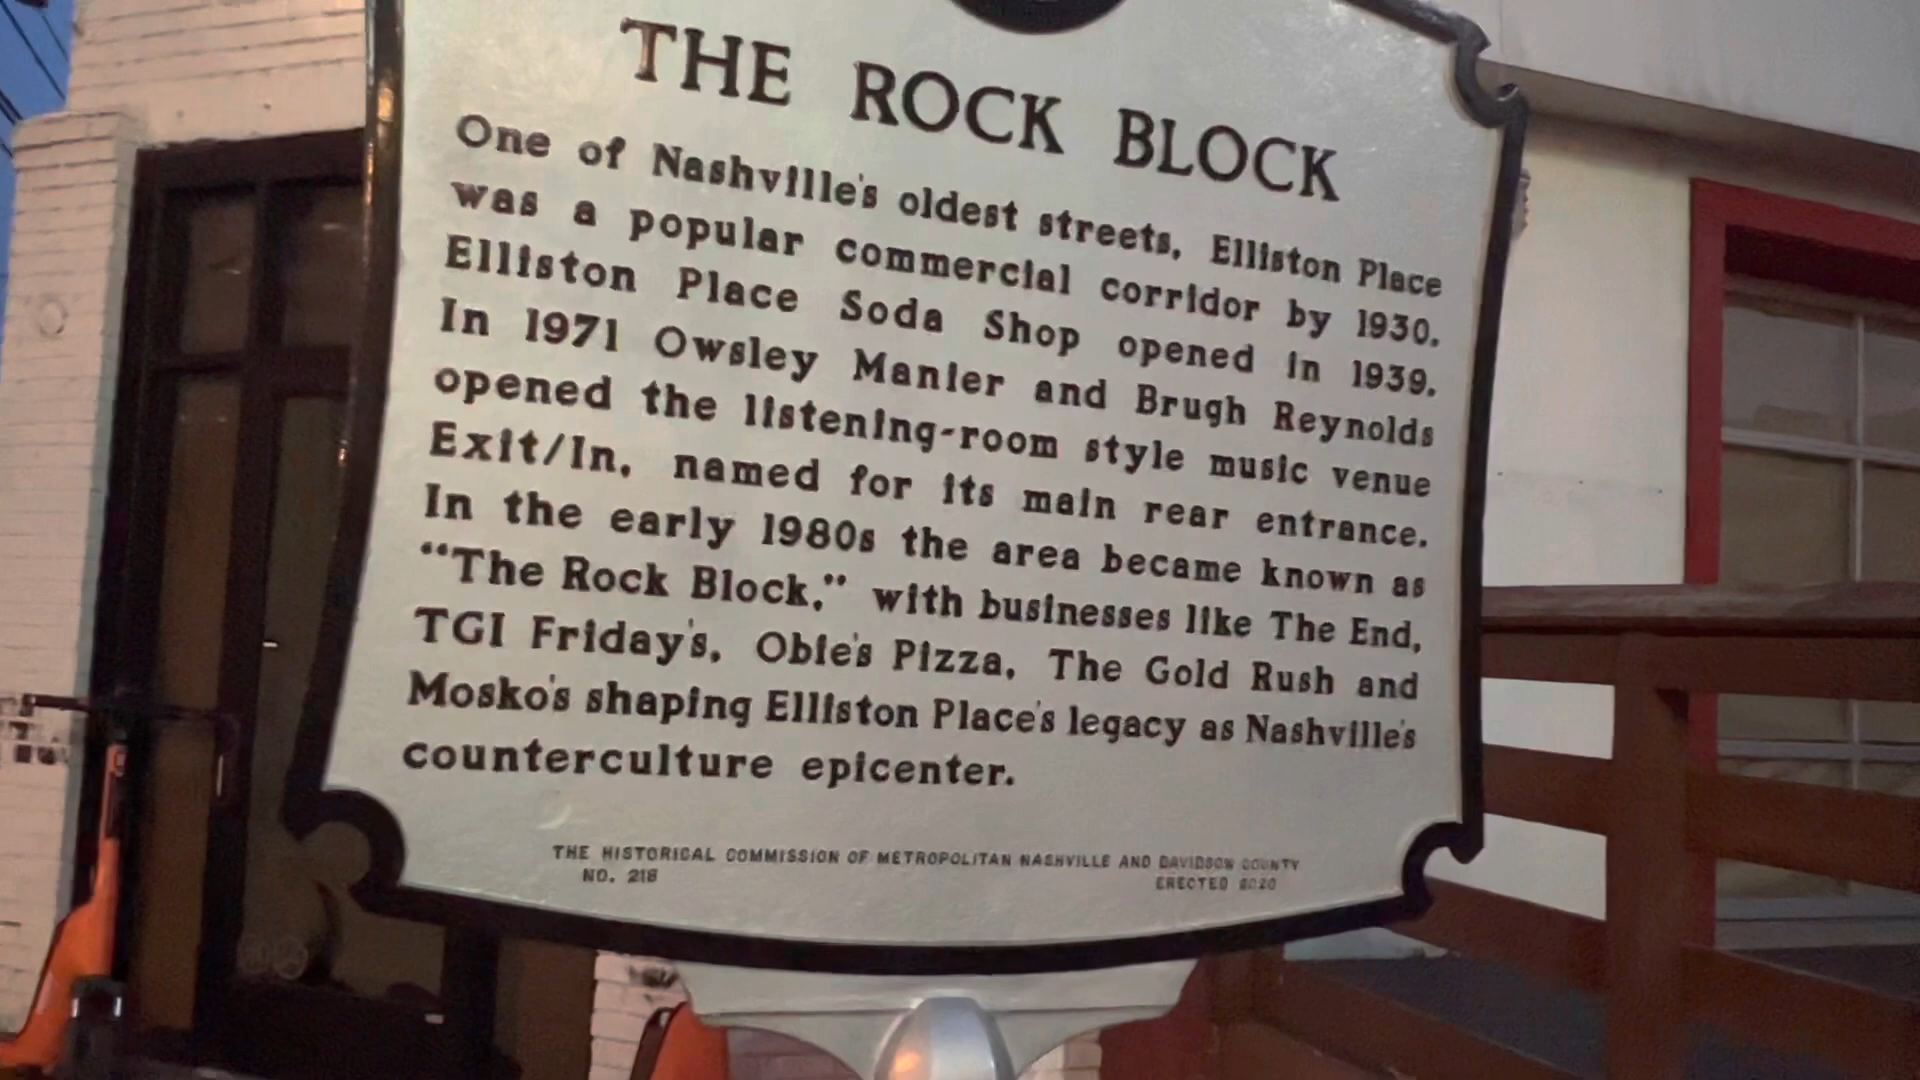 THE ROCK BLOCK
One of Nashville's oldest streets, Elliston Place
was a popular commercial corridor by 1930.
Elliston Place Soda Shop opened in 1939.
In 1971 Owsley Manier and Brugh Reynolds
opened the listening-room style music venue
Exit/In, named for its main rear entrance.
In the early 1980s the area became known as
“The Rock Block,” with businesses like The End,
TGI Friday's, Obie's Pizza, The Gold Rush and
Mosko's shaping Elliston Place's legacy as Nashville's
counterculture epicenter.
THE HISTORICAL COMMISSION OF METROPOLITAN NASHVILLE AND DAVIDSON COUNTY
NO. 218 ERECTED 2020